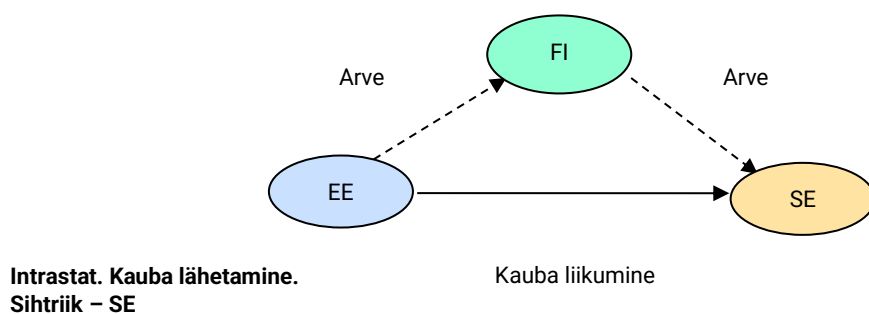 FI
Arve
Arve
EE
SE
Intrastat. Kauba lähetamine.
Sihtriik – SE
Kauba liikumine